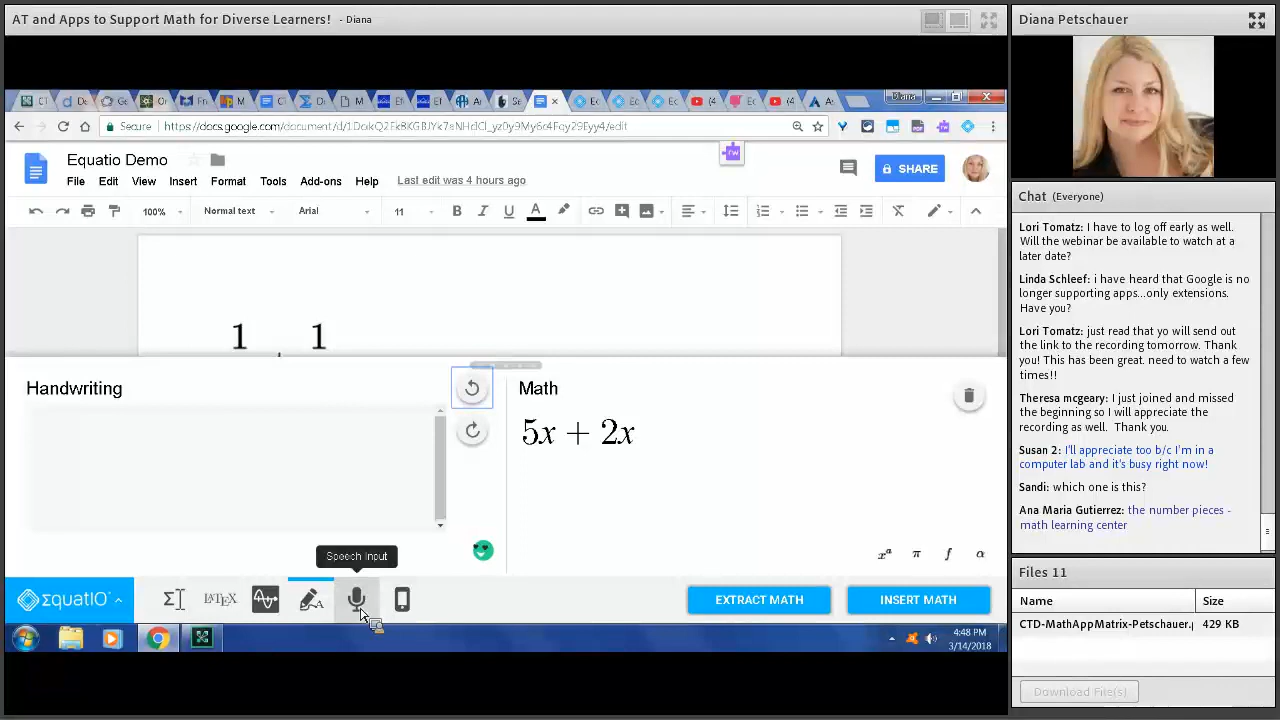 AT and Apps to Support Math for Diverse Learners! - Diana
Diana
Secure
Equatio Demo
SHARE
File Edit View Insert Format Tools Add-ons Help
Last edit was 4 hours ago
100% Normal text Arial 11
1 1
Handwriting
Math
5x + 2x
Speech Input
xᵃ π f α
EQUATIO
LATEX
EXTRACT MATH
INSERT MATH
4:48 PM
3/14/2018
Diana Petschauer
Chat (Everyone)
Lori Tomatz: I have to log off early as well.
Will the webinar be available to watch at a
later date?
Linda Schleef: i have heard that Google is no
longer supporting apps...only extensions.
Have you?
Lori Tomatz: just read that yo will send out
the link to the recording tomorrow. Thank
you! This has been great. need to watch a few
times!!
Theresa mcgeary: I just joined and missed
the beginning so I will appreciate the
recording as well. Thank you.
Susan 2: I'll appreciate too b/c I'm in a
computer lab and it's busy right now!
Sandi: which one is this?
Ana Maria Gutierrez: the number pieces -
math learning center
Files 11
Name Size
CTD-MathAppMatrix-Petschauer.p 429 KB
Download File(s)